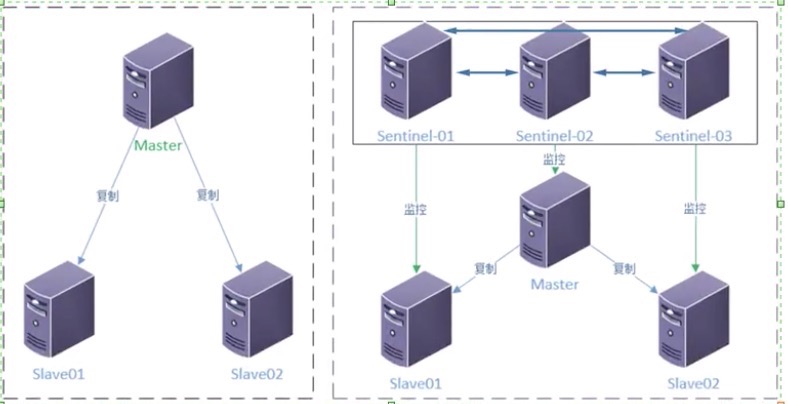 Master
复制
复制
Slave01
Slave02
Sentinel-01
Sentinel-02
Sentinel-03
监控
监控
监控
Master
复制
复制
Slave01
Slave02